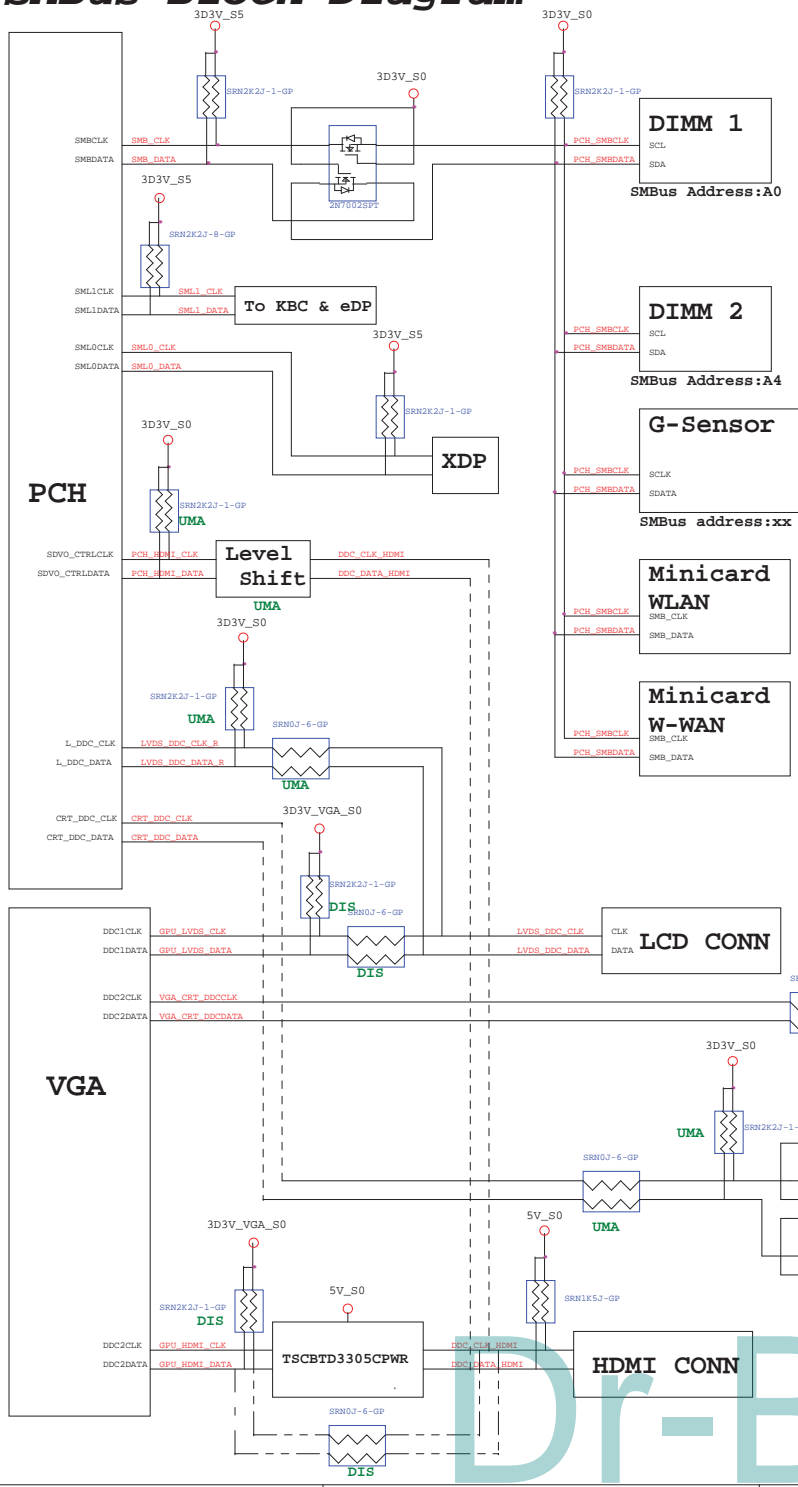 SMBus Block Diagram
3D3V_S5
3D3V_S0
SRN2K2J-1-GP
3D3V_S0
SRN2K2J-1-GP
DIMM 1
SMBCLK
SMB_CLK
PCH_SMBCLK
SCL
SMBDATA
SMB_DATA
PCH_SMBDATA
SDA
3D3V_S5
2N7002SPT
SMBus Address:A0
SRN2K2J-8-GP
SML1CLK
SML1_CLK
SML1DATA
SML1_DATA
To KBC & eDP
DIMM 2
PCH_SMBCLK
SCL
PCH_SMBDATA
SDA
SMBus Address:A4
SML0CLK
SML0_CLK
SML0DATA
SML0_DATA
3D3V_S5
SRN2K2J-1-GP
XDP
G-Sensor
PCH_SMBCLK
SCLK
PCH_SMBDATA
SDATA
SMBus address:xx
3D3V_S0
PCH
SRN2K2J-1-GP
UMA
SDVO_CTRLCLK
PCH_HDMI_CLK
SDVO_CTRLDATA
PCH_HDMI_DATA
Level
Shift
UMA
DDC_CLK_HDMI
DDC_DATA_HDMI
Minicard
WLAN
PCH_SMBCLK
SMB_CLK
PCH_SMBDATA
SMB_DATA
3D3V_S0
SRN2K2J-1-GP
UMA
SRN0J-6-GP
UMA
L_DDC_CLK
LVDS_DDC_CLK_R
L_DDC_DATA
LVDS_DDC_DATA_R
Minicard
W-WAN
PCH_SMBCLK
SMB_CLK
PCH_SMBDATA
SMB_DATA
CRT_DDC_CLK
CRT_DDC_CLK
CRT_DDC_DATA
CRT_DDC_DATA
3D3V_VGA_S0
SRN2K2J-1-GP
DIS
SRN0J-6-GP
DIS
DDC1CLK
GPU_LVDS_CLK
DDC1DATA
GPU_LVDS_DATA
LVDS_DDC_CLK
CLK
LVDS_DDC_DATA
DATA
LCD CONN
DDC2CLK
VGA_CRT_DDCCLK
DDC2DATA
VGA_CRT_DDCDATA
VGA
3D3V_S0
UMA
SRN2K2J-1-
SRN0J-6-GP
UMA
3D3V_VGA_S0
SRN2K2J-1-GP
DIS
5V_S0
TSCBTD3305CPWR
5V_S0
SRN1K5J-GP
DDC2CLK
GPU_HDMI_CLK
DDC2DATA
GPU_HDMI_DATA
DDC_CLK_HDMI
DDC_DATA_HDMI
HDMI CONN
SRN0J-6-GP
DIS